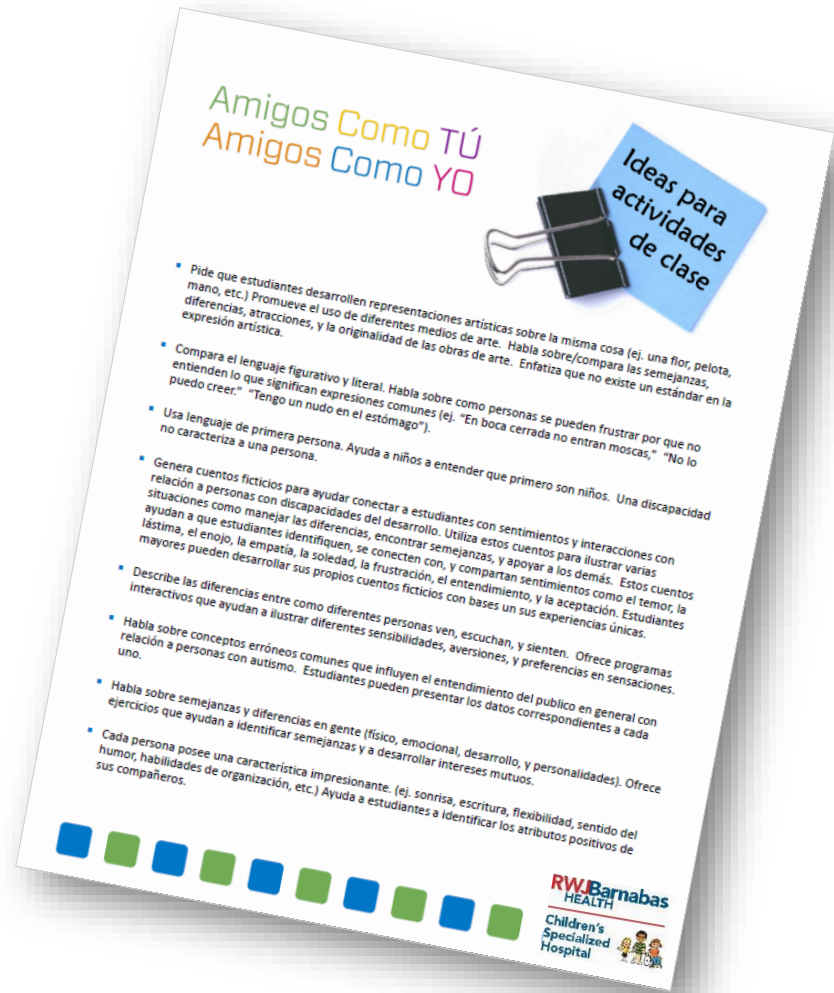 Amigos Como TÚ
Amigos Como YO
Ideas para
actividades
de clase
Pide que estudiantes desarrollen representaciones artísticas sobre la misma cosa (ej. una flor, pelota,
mano, etc.) Promueve el uso de diferentes medios de arte. Habla sobre/compara las semejanzas,
diferencias, atracciones, y la originalidad de las obras de arte. Enfatiza que no existe un estándar en la
expresión artística.
Compara el lenguaje figurativo y literal. Habla sobre como personas se pueden frustrar por que no
entienden lo que significan expresiones comunes (ej. “En boca cerrada no entran moscas,” “No lo
puedo creer.” “Tengo un nudo en el estómago”).
Usa lenguaje de primera persona. Ayuda a niños a entender que primero son niños. Una discapacidad
no caracteriza a una persona.
Genera cuentos ficticios para ayudar conectar a estudiantes con sentimientos y interacciones con
relación a personas con discapacidades del desarrollo. Utiliza estos cuentos para ilustrar varias
situaciones como manejar las diferencias, encontrar semejanzas, y apoyar a los demás. Estos cuentos
ayudan a que estudiantes identifiquen, se conecten con, y compartan sentimientos como el temor, la
lástima, el enojo, la empatía, la soledad, la frustración, el entendimiento, y la aceptación. Estudiantes
mayores pueden desarrollar sus propios cuentos ficticios con bases un sus experiencias únicas.
Describe las diferencias entre como diferentes personas ven, escuchan, y sienten. Ofrece programas
interactivos que ayudan a ilustrar diferentes sensibilidades, aversiones, y preferencias en sensaciones.
Habla sobre conceptos erróneos comunes que influyen el entendimiento del publico en general con
relación a personas con autismo. Estudiantes pueden presentar los datos correspondientes a cada
uno.
Habla sobre semejanzas y diferencias en gente (físico, emocional, desarrollo, y personalidades). Ofrece
ejercicios que ayudan a identificar semejanzas y a desarrollar intereses mutuos.
Cada persona posee una característica impresionante. (ej. sonrisa, escritura, flexibilidad, sentido del
humor, habilidades de organización, etc.) Ayuda a estudiantes a identificar los atributos positivos de
sus compañeros.
RWJBarnabas
HEALTH
Children's
Specialized
Hospital